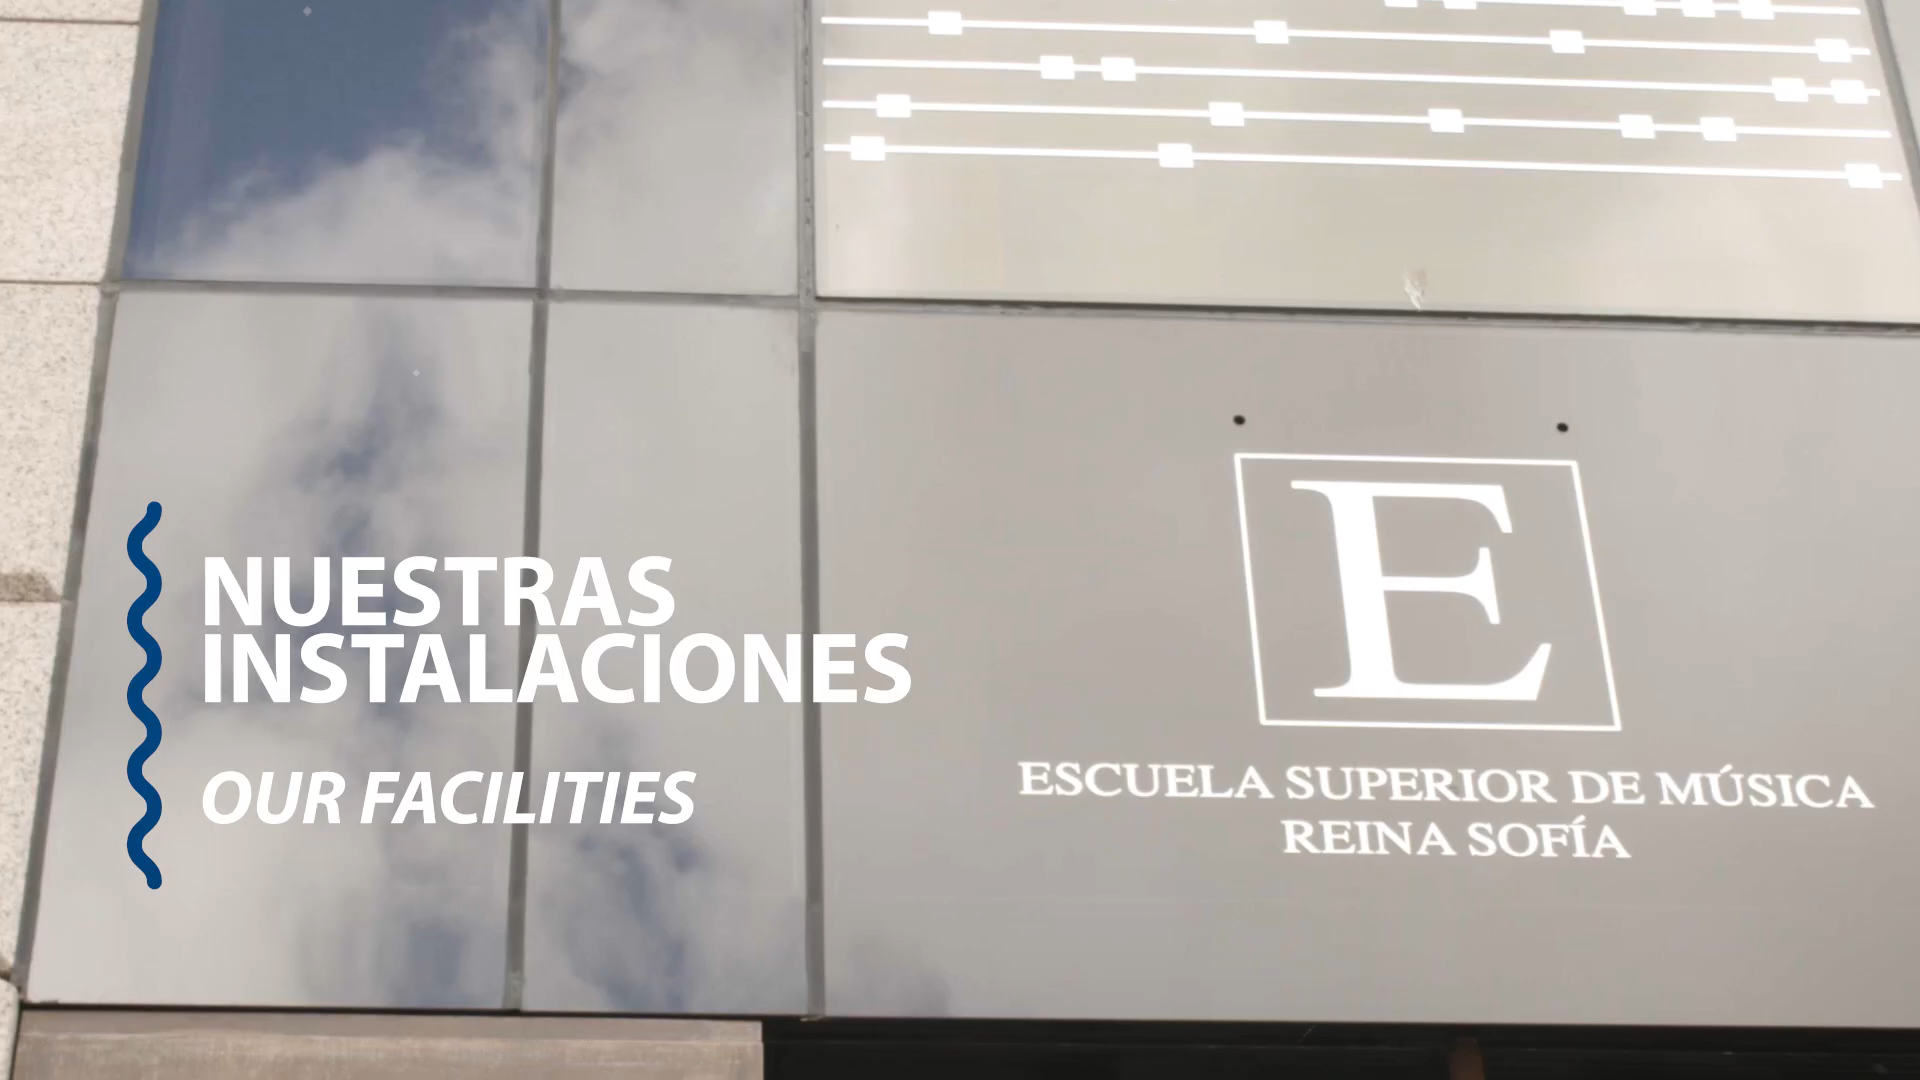 NUESTRAS
INSTALACIONES
OUR FACILITIES
E
ESCUELA SUPERIOR DE MÚSICA
REINA SOFÍA